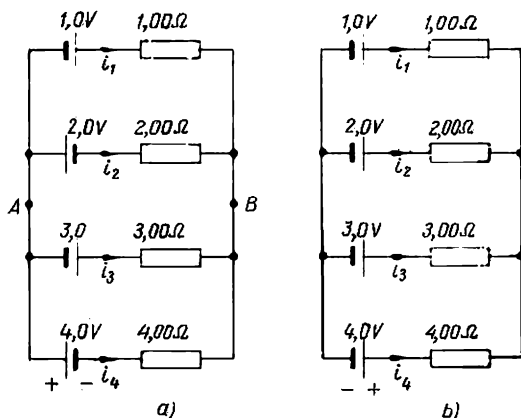 1,0V 1,00Ω
i₁
2,0V 2,00Ω
i₂
A B
3,0 3,00Ω
i₃
4,0V 4,00Ω
+ − i₄
a)
1,0V 1,00Ω
i₁
2,0V 2,00Ω
i₂
3,0V 3,00Ω
i₃
4,0V 4,00Ω
− + i₄
b)